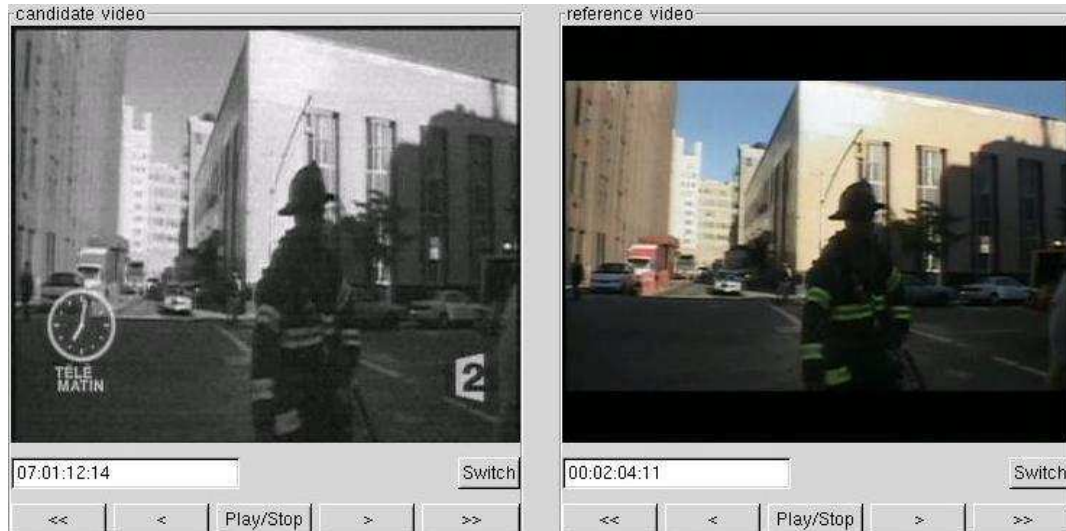 candidate video
reference video
TÉLÉ
MATIN
2
07:01:12:14
Switch
00:02:04:11
Switch
<<
<
Play/Stop
>
>>
<<
<
Play/Stop
>
>>